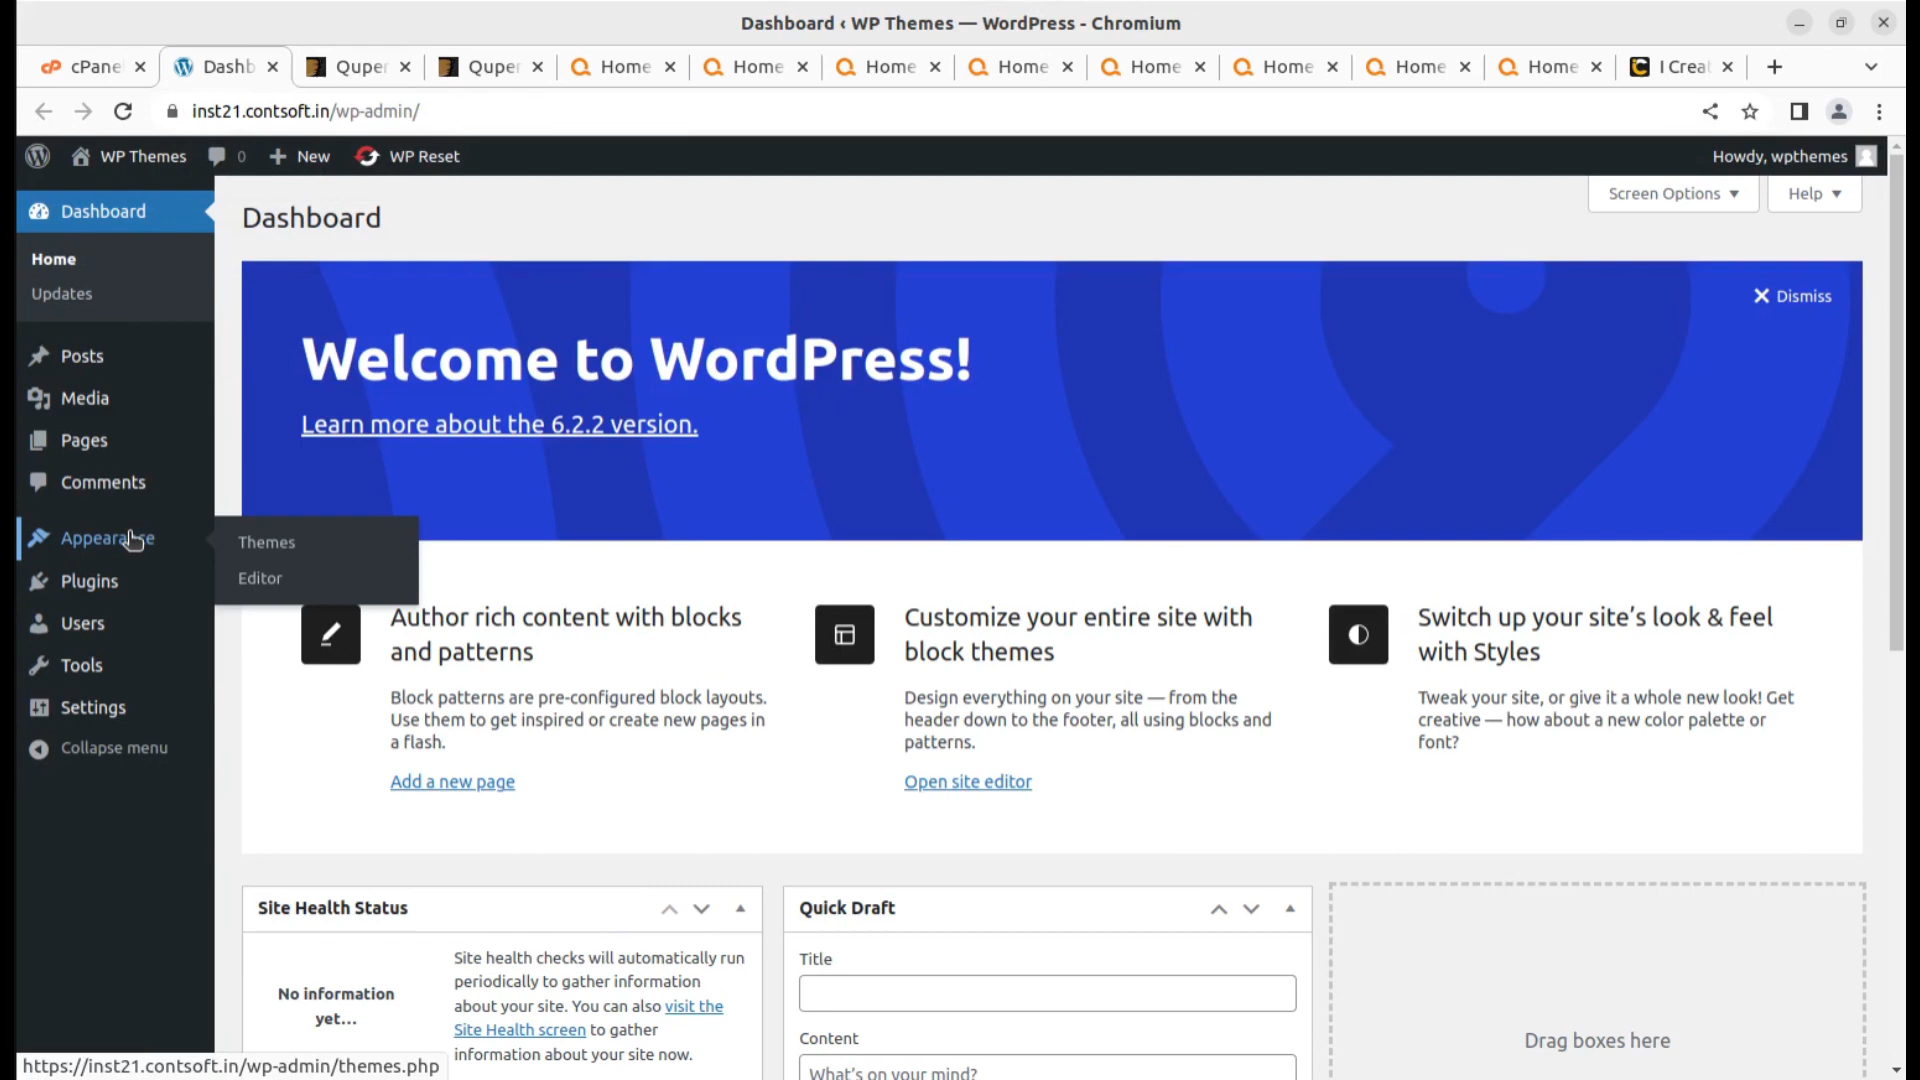 Dashboard ‹ WP Themes — WordPress - Chromium
cPane
Dashb
Quper
Quper
Home
Home
Home
Home
Home
Home
Home
Home
I Creat
inst21.contsoft.in/wp-admin/
WP Themes
0
New
WP Reset
Howdy, wpthemes
Screen Options
Help
Dashboard
Home
Updates
Posts
Media
Pages
Comments
Appearance
Plugins
Users
Tools
Settings
Collapse menu
Themes
Editor
Dashboard
Dismiss
Welcome to WordPress!
Learn more about the 6.2.2 version.
Author rich content with blocks
and patterns
Block patterns are pre-configured block layouts.
Use them to get inspired or create new pages in
a flash.
Add a new page
Customize your entire site with
block themes
Design everything on your site — from the
header down to the footer, all using blocks and
patterns.
Open site editor
Switch up your site’s look & feel
with Styles
Tweak your site, or give it a whole new look! Get
creative — how about a new color palette or
font?
Site Health Status
No information
yet…
Site health checks will automatically run
periodically to gather information
about your site. You can also visit the
Site Health screen to gather
information about your site now.
Quick Draft
Title
Content
What’s on your mind?
Drag boxes here
https://inst21.contsoft.in/wp-admin/themes.php